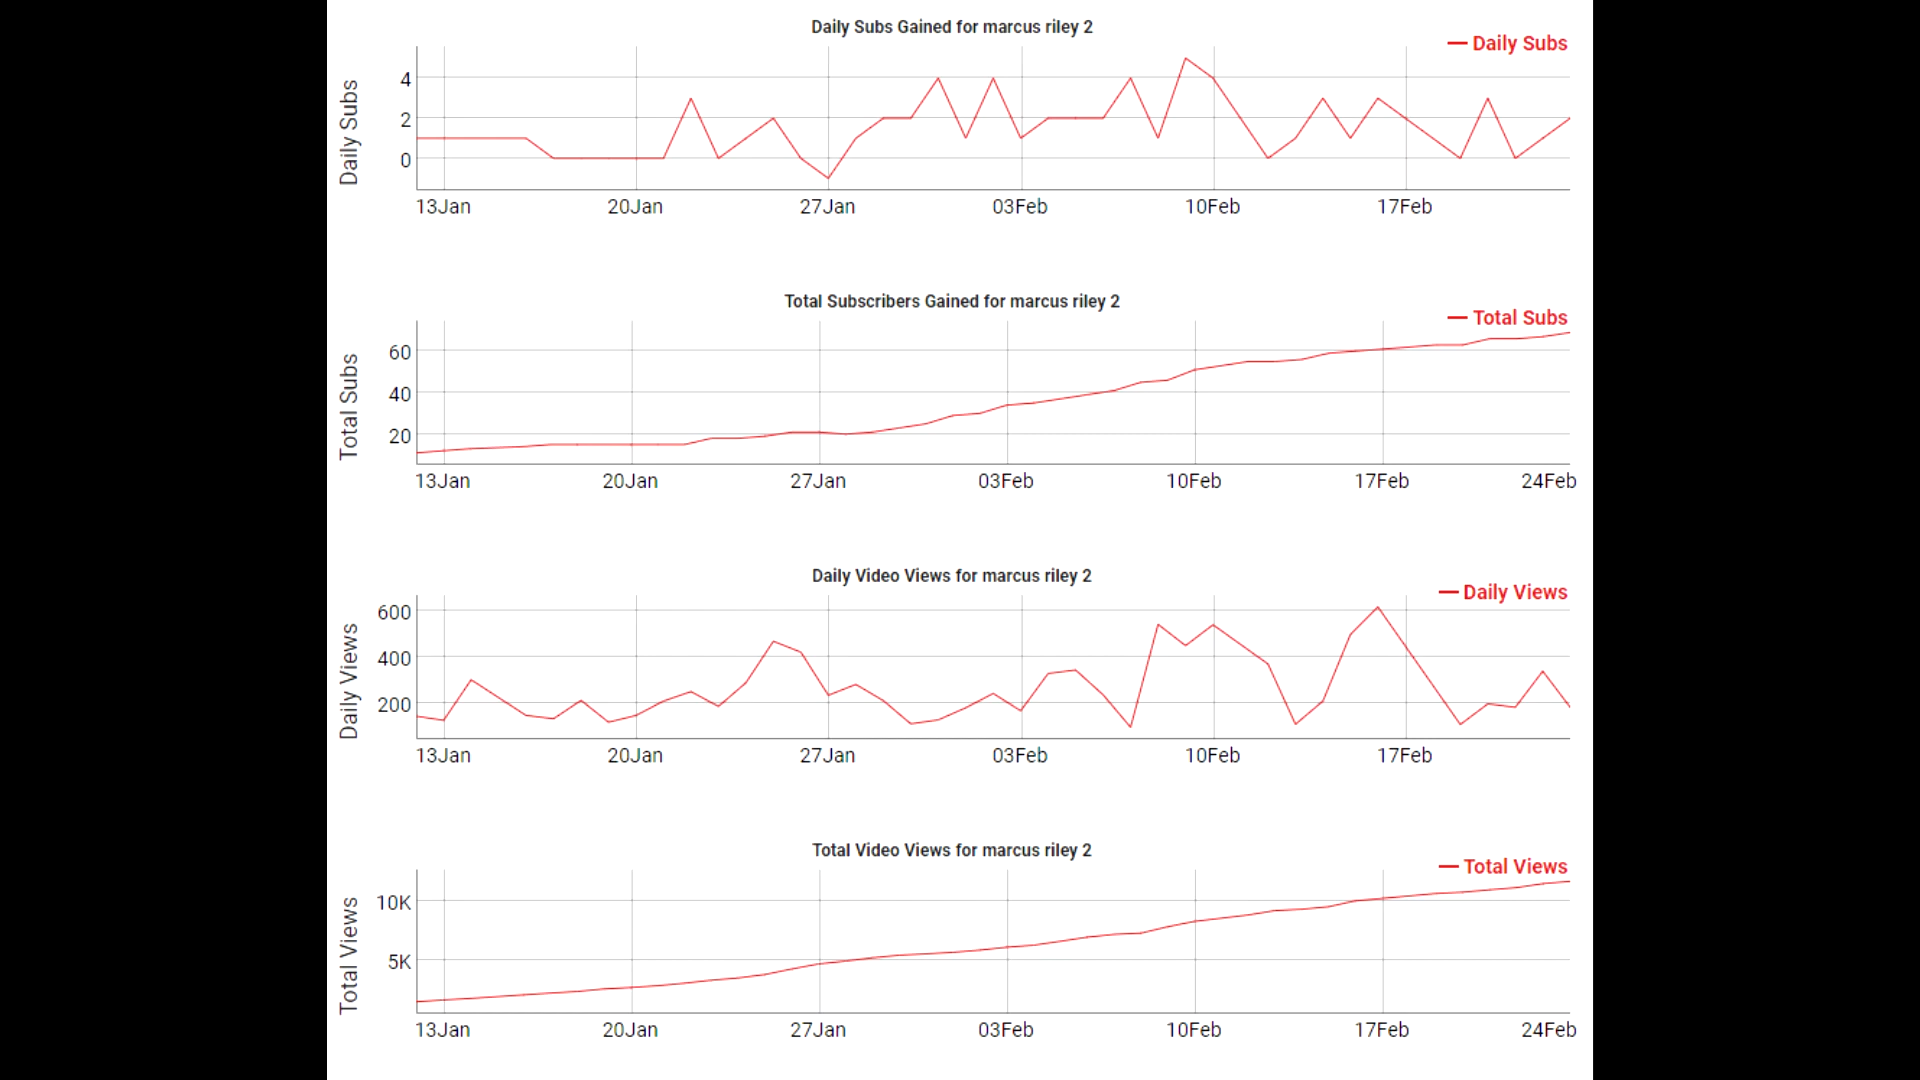 Daily Subs Gained for marcus riley 2
Daily Subs
Daily Subs
4
2
0
13Jan 20Jan 27Jan 03Feb 10Feb 17Feb
Total Subscribers Gained for marcus riley 2
Total Subs
Total Subs
60
40
20
13Jan 20Jan 27Jan 03Feb 10Feb 17Feb 24Feb
Daily Video Views for marcus riley 2
Daily Views
Daily Views
600
400
200
13Jan 20Jan 27Jan 03Feb 10Feb 17Feb
Total Video Views for marcus riley 2
Total Views
Total Views
10K
5K
13Jan 20Jan 27Jan 03Feb 10Feb 17Feb 24Feb